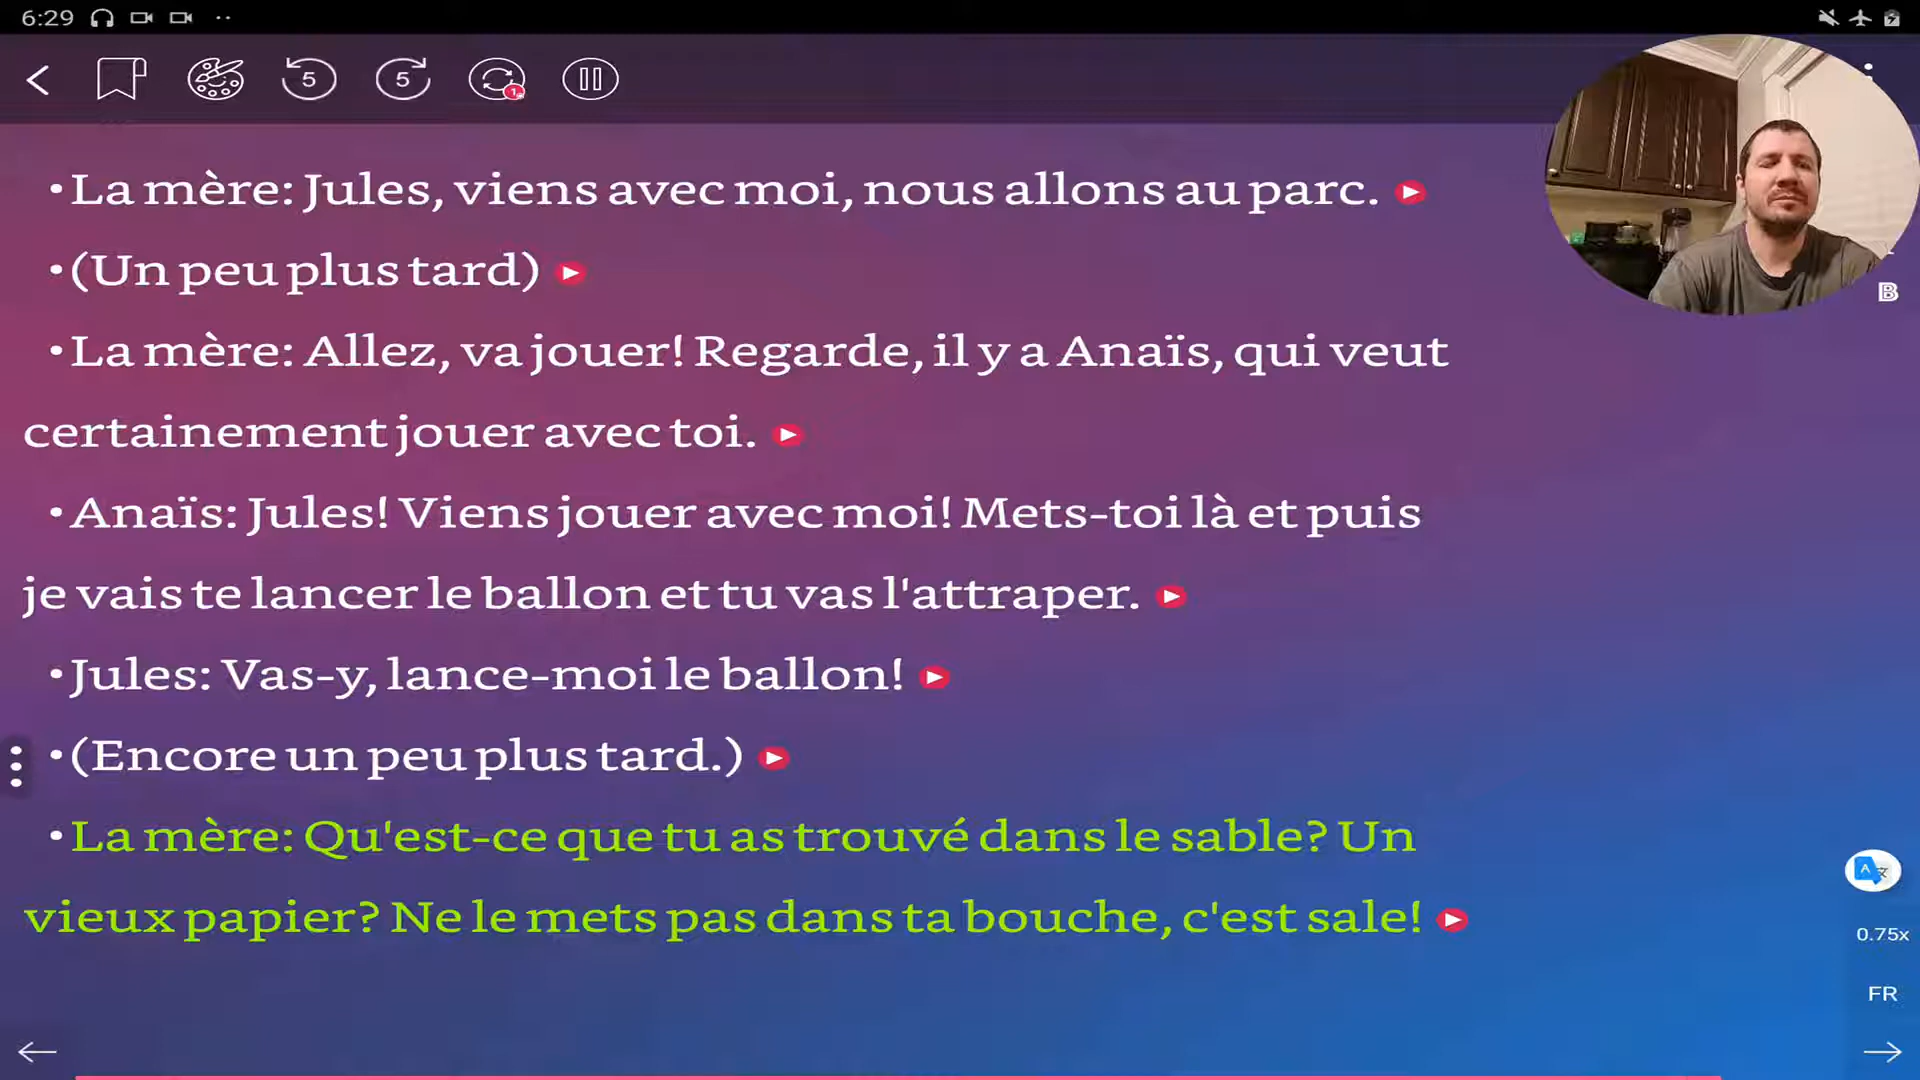 6:29
5 5 1
•La mère: Jules, viens avec moi, nous allons au parc.
•(Un peu plus tard)
B
•La mère: Allez, va jouer! Regarde, il y a Anaïs, qui veut
certainement jouer avec toi.
•Anaïs: Jules! Viens jouer avec moi! Mets-toi là et puis
je vais te lancer le ballon et tu vas l'attraper.
•Jules: Vas-y, lance-moi le ballon!
•(Encore un peu plus tard.)
•La mère: Qu'est-ce que tu as trouvé dans le sable? Un
A 文
vieux papier? Ne le mets pas dans ta bouche, c'est sale!
0.75x
FR